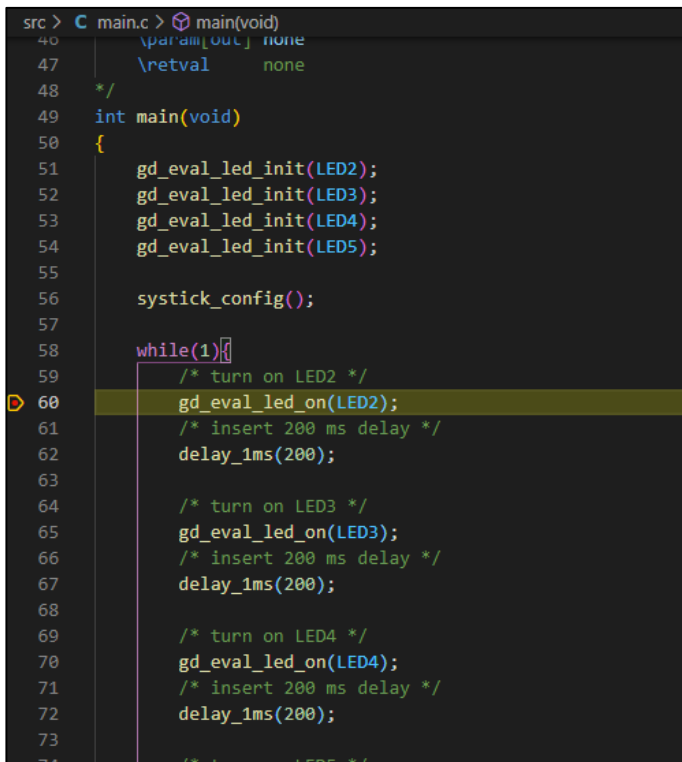 src > C main.c > main(void)
46 \param[out] none
47 \retval none
48 */
49 int main(void)
50 {
51 gd_eval_led_init(LED2);
52 gd_eval_led_init(LED3);
53 gd_eval_led_init(LED4);
54 gd_eval_led_init(LED5);
55
56 systick_config();
57
58 while(1){
59 /* turn on LED2 */
60 gd_eval_led_on(LED2);
61 /* insert 200 ms delay */
62 delay_1ms(200);
63
64 /* turn on LED3 */
65 gd_eval_led_on(LED3);
66 /* insert 200 ms delay */
67 delay_1ms(200);
68
69 /* turn on LED4 */
70 gd_eval_led_on(LED4);
71 /* insert 200 ms delay */
72 delay_1ms(200);
73